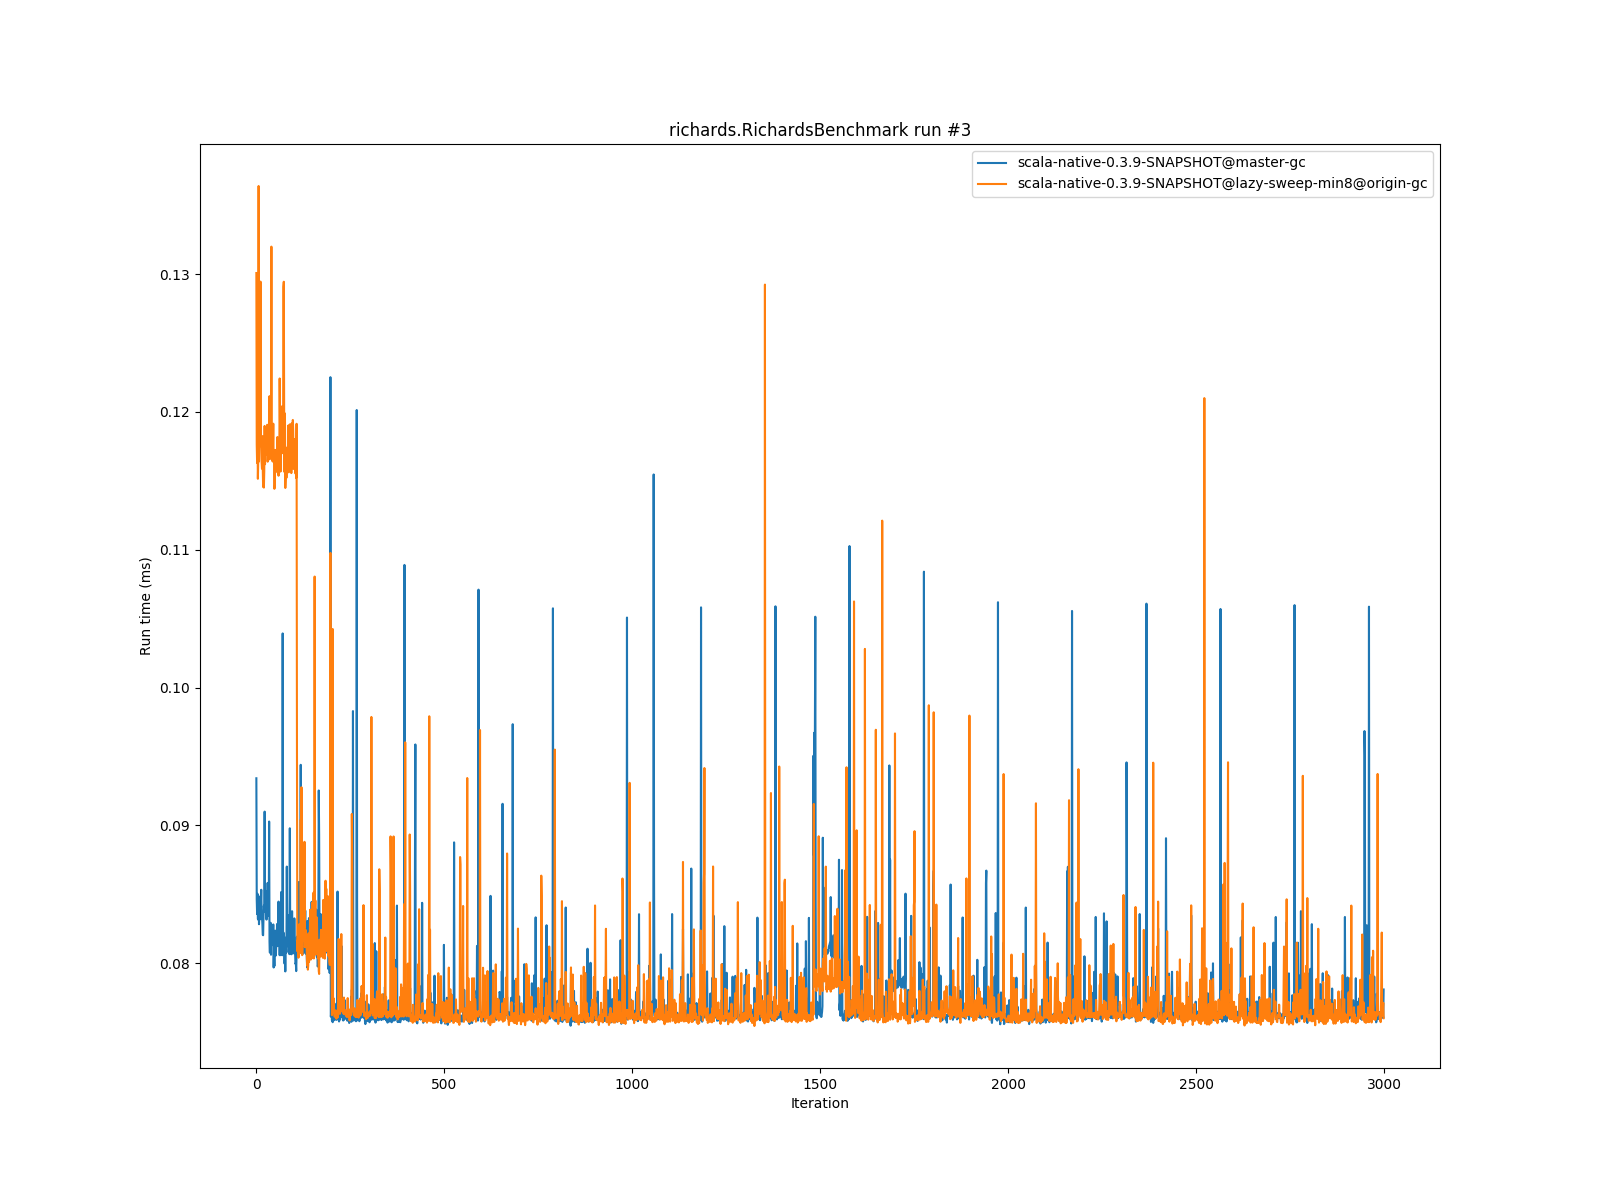 richards.RichardsBenchmark run #3
scala-native-0.3.9-SNAPSHOT@master-gc
scala-native-0.3.9-SNAPSHOT@lazy-sweep-min8@origin-gc
0.13
0.12
0.11
0.10
0.09
0.08
Run time (ms)
0 500 1000 1500 2000 2500 3000
Iteration